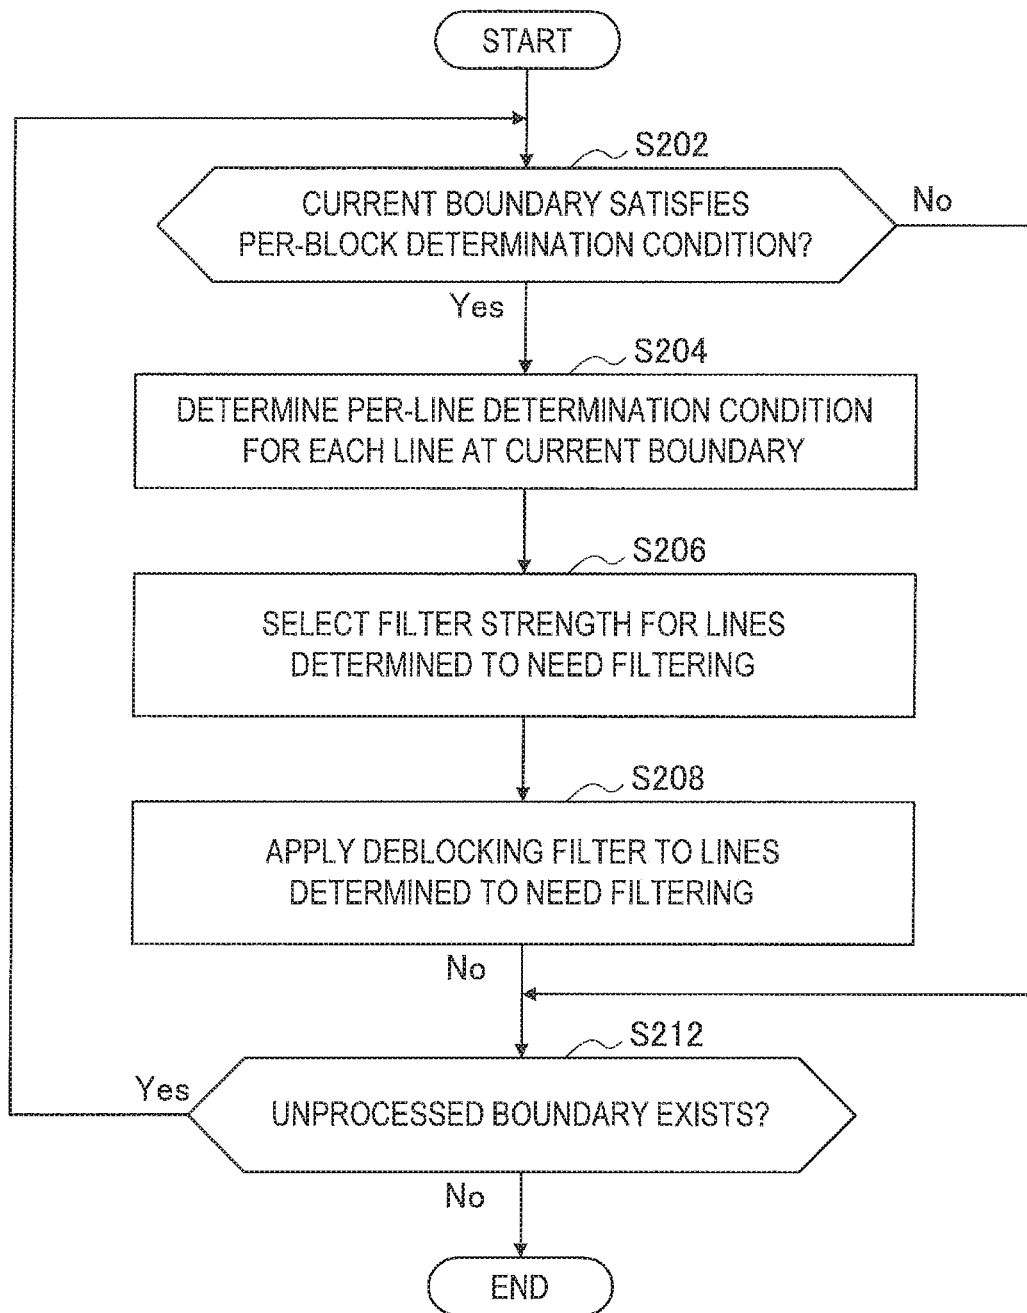 START
S202
CURRENT BOUNDARY SATISFIES
PER-BLOCK DETERMINATION CONDITION?
No
Yes
S204
DETERMINE PER-LINE DETERMINATION CONDITION
FOR EACH LINE AT CURRENT BOUNDARY
S206
SELECT FILTER STRENGTH FOR LINES
DETERMINED TO NEED FILTERING
S208
APPLY DEBLOCKING FILTER TO LINES
DETERMINED TO NEED FILTERING
No
S212
Yes
UNPROCESSED BOUNDARY EXISTS?
No
END